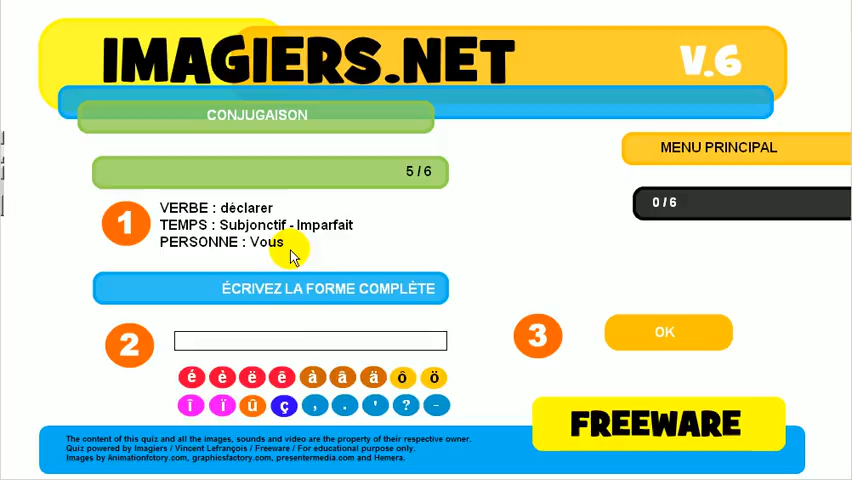 IMAGIERS.NET
V.6
CONJUGAISON
MENU PRINCIPAL
5 / 6
0 / 6
1
VERBE : déclarer
TEMPS : Subjonctif - Imparfait
PERSONNE : Vous
ÉCRIVEZ LA FORME COMPLÈTE
2
3
OK
é è ë ê à â ä ô ö
î ï û ç , . ' ? -
FREEWARE
The content of this quiz and all the images, sounds and video are the property of their respective owner.
Quiz powered by Imagiers / Vincent Lefrançois / Freeware / For educational purpose only.
Images by Animationfctory.com, graphicsfactory.com, presentermedia.com and Hemera.